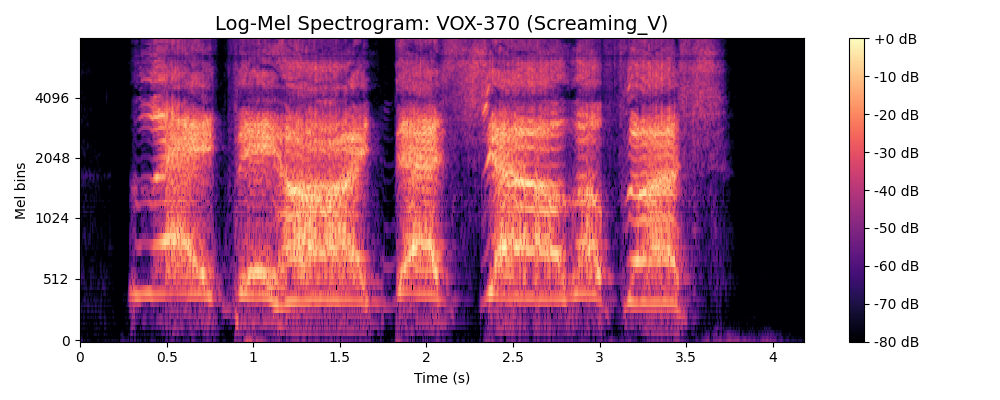 Log-Mel Spectrogram: VOX-370 (Screaming_V)
Mel bins
4096
2048
1024
512
0
0
0.5
1
1.5
2
2.5
3
3.5
4
Time (s)
+0 dB
-10 dB
-20 dB
-30 dB
-40 dB
-50 dB
-60 dB
-70 dB
-80 dB